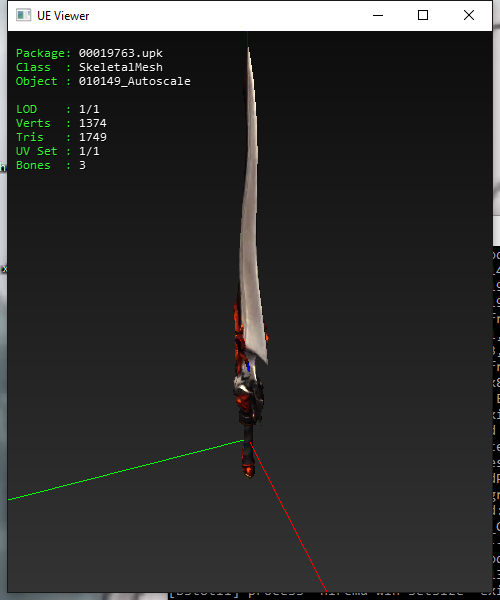 UE Viewer
Package: 00019763.upk
Class : SkeletalMesh
Object : 010149_Autoscale
LOD : 1/1
Verts : 1374
Tris : 1749
UV Set : 1/1
Bones : 3